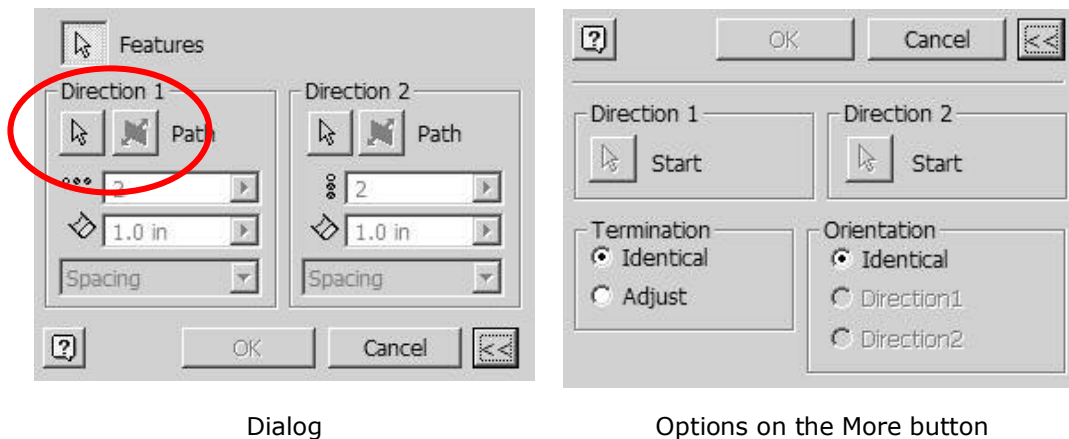 Features
Direction 1
Path
2
1.0 in
Spacing
Direction 2
Path
2
1.0 in
Spacing
?
OK
Cancel
<<
?
OK
Cancel
<<
Direction 1
Start
Direction 2
Start
Termination
Identical
Adjust
Orientation
Identical
Direction1
Direction2
Dialog
Options on the More button